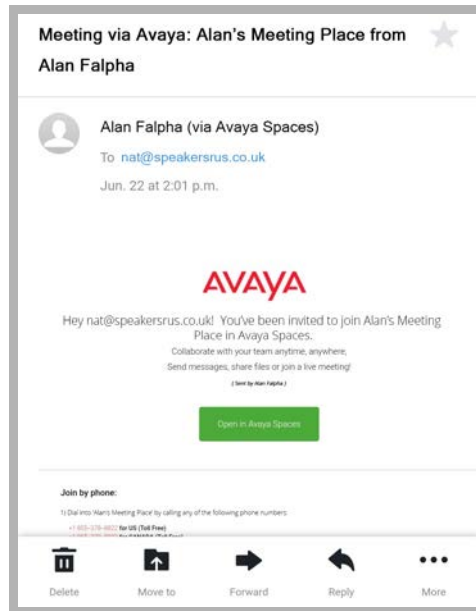 Meeting via Avaya: Alan's Meeting Place from
Alan Falpha
Alan Falpha (via Avaya Spaces)
To nat@speakersrus.co.uk
Jun. 22 at 2:01 p.m.
AVAYA
Hey nat@speakersrus.co.uk! You've been invited to join Alan's Meeting
Place in Avaya Spaces.
Collaborate with your team anytime, anywhere,
Send messages, share files or join a live meeting!
( Sent by Alan Falpha )
Open in Avaya Spaces
Join by phone:
1) Dial into 'Alan's Meeting Place' by calling any of the following phone numbers:
for US (Toll Free)
for CANADA (Toll Free)
Delete Move to Forward Reply More